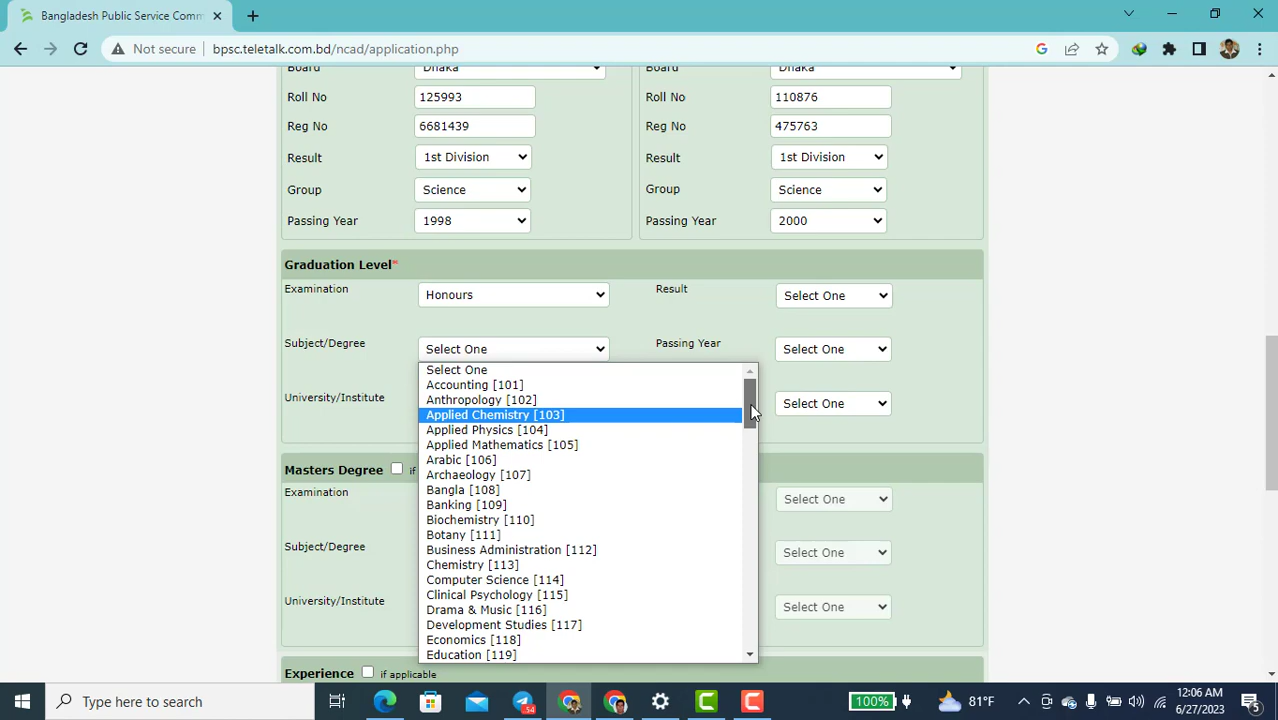 Bangladesh Public Service Comm
Not secure bpsc.teletalk.com.bd/ncad/application.php
Board Dhaka Board Dhaka
Roll No 125993 Roll No 110876
Reg No 6681439 Reg No 475763
Result 1st Division Result 1st Division
Group Science Group Science
Passing Year 1998 Passing Year 2000
Graduation Level*
Examination Honours Result Select One
Subject/Degree Select One Passing Year Select One
Select One
Accounting [101]
University/Institute Anthropology [102] Select One
Applied Chemistry [103]
Applied Physics [104]
Applied Mathematics [105]
Arabic [106]
Masters Degree if
Archaeology [107]
Examination Bangla [108] Select One
Banking [109]
Biochemistry [110]
Botany [111]
Subject/Degree Business Administration [112] Select One
Chemistry [113]
Computer Science [114]
University/Institute Clinical Psychology [115] Select One
Drama & Music [116]
Development Studies [117]
Economics [118]
Education [119]
Experience if applicable
Type here to search 54 100% 81°F 12:06 AM
6/27/2023 5